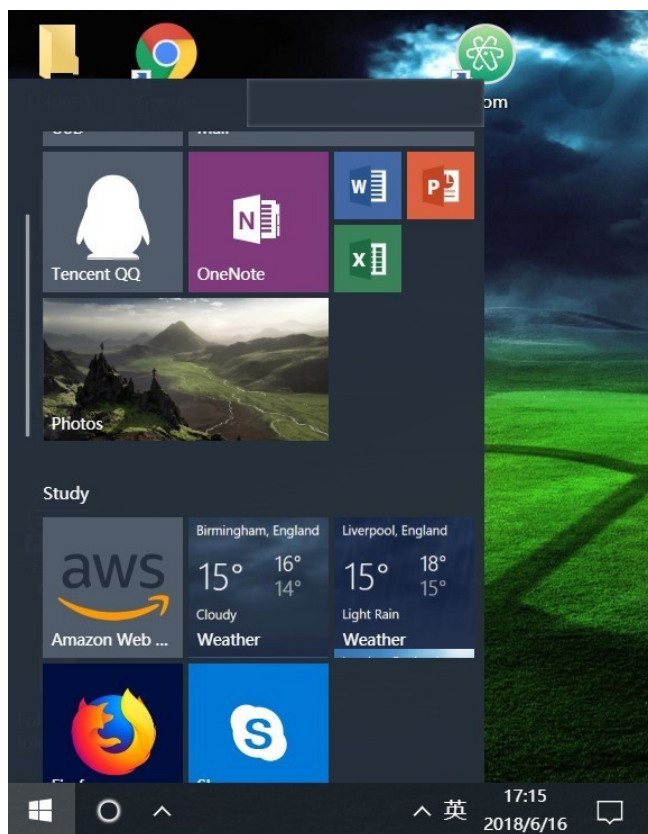 om
Tencent QQ
OneNote
N
W
P
X
Photos
Study
aws
Amazon Web ...
Birmingham, England
15°
16°
14°
Cloudy
Weather
Liverpool, England
15°
18°
15°
Light Rain
Weather
S
英
17:15
2018/6/16